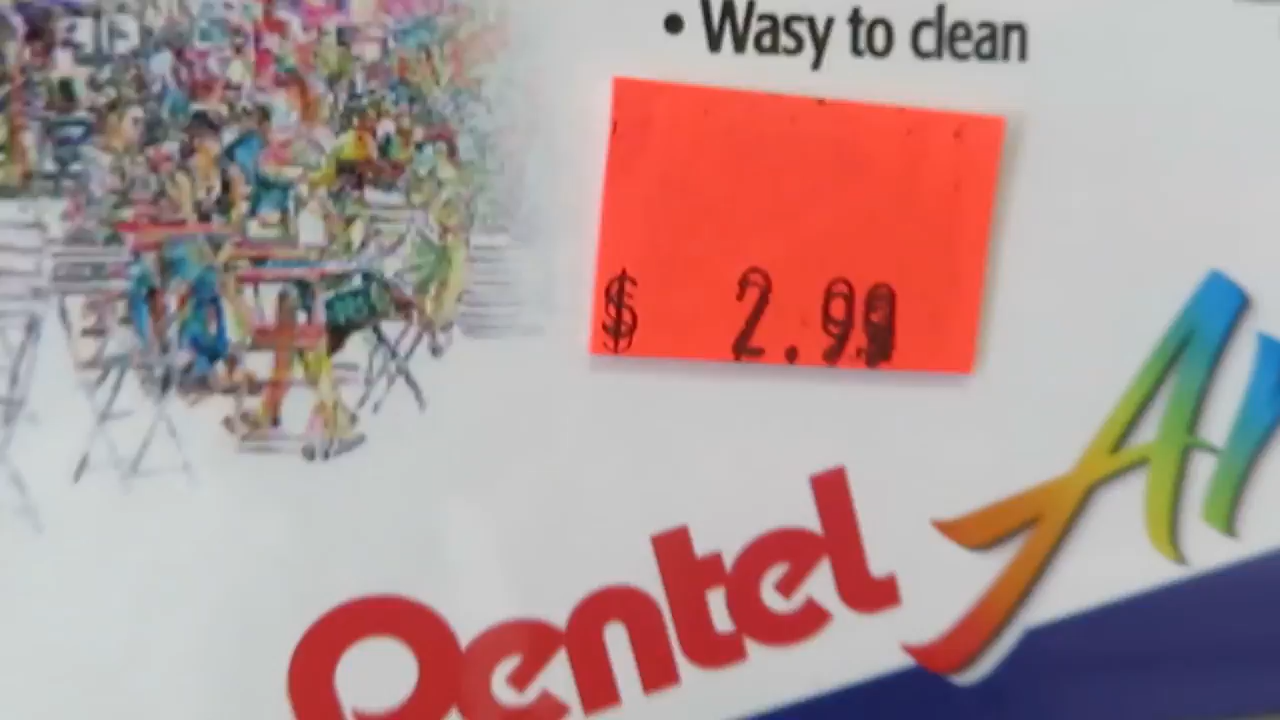 • Wasy to clean
$ 2.99
Pentel